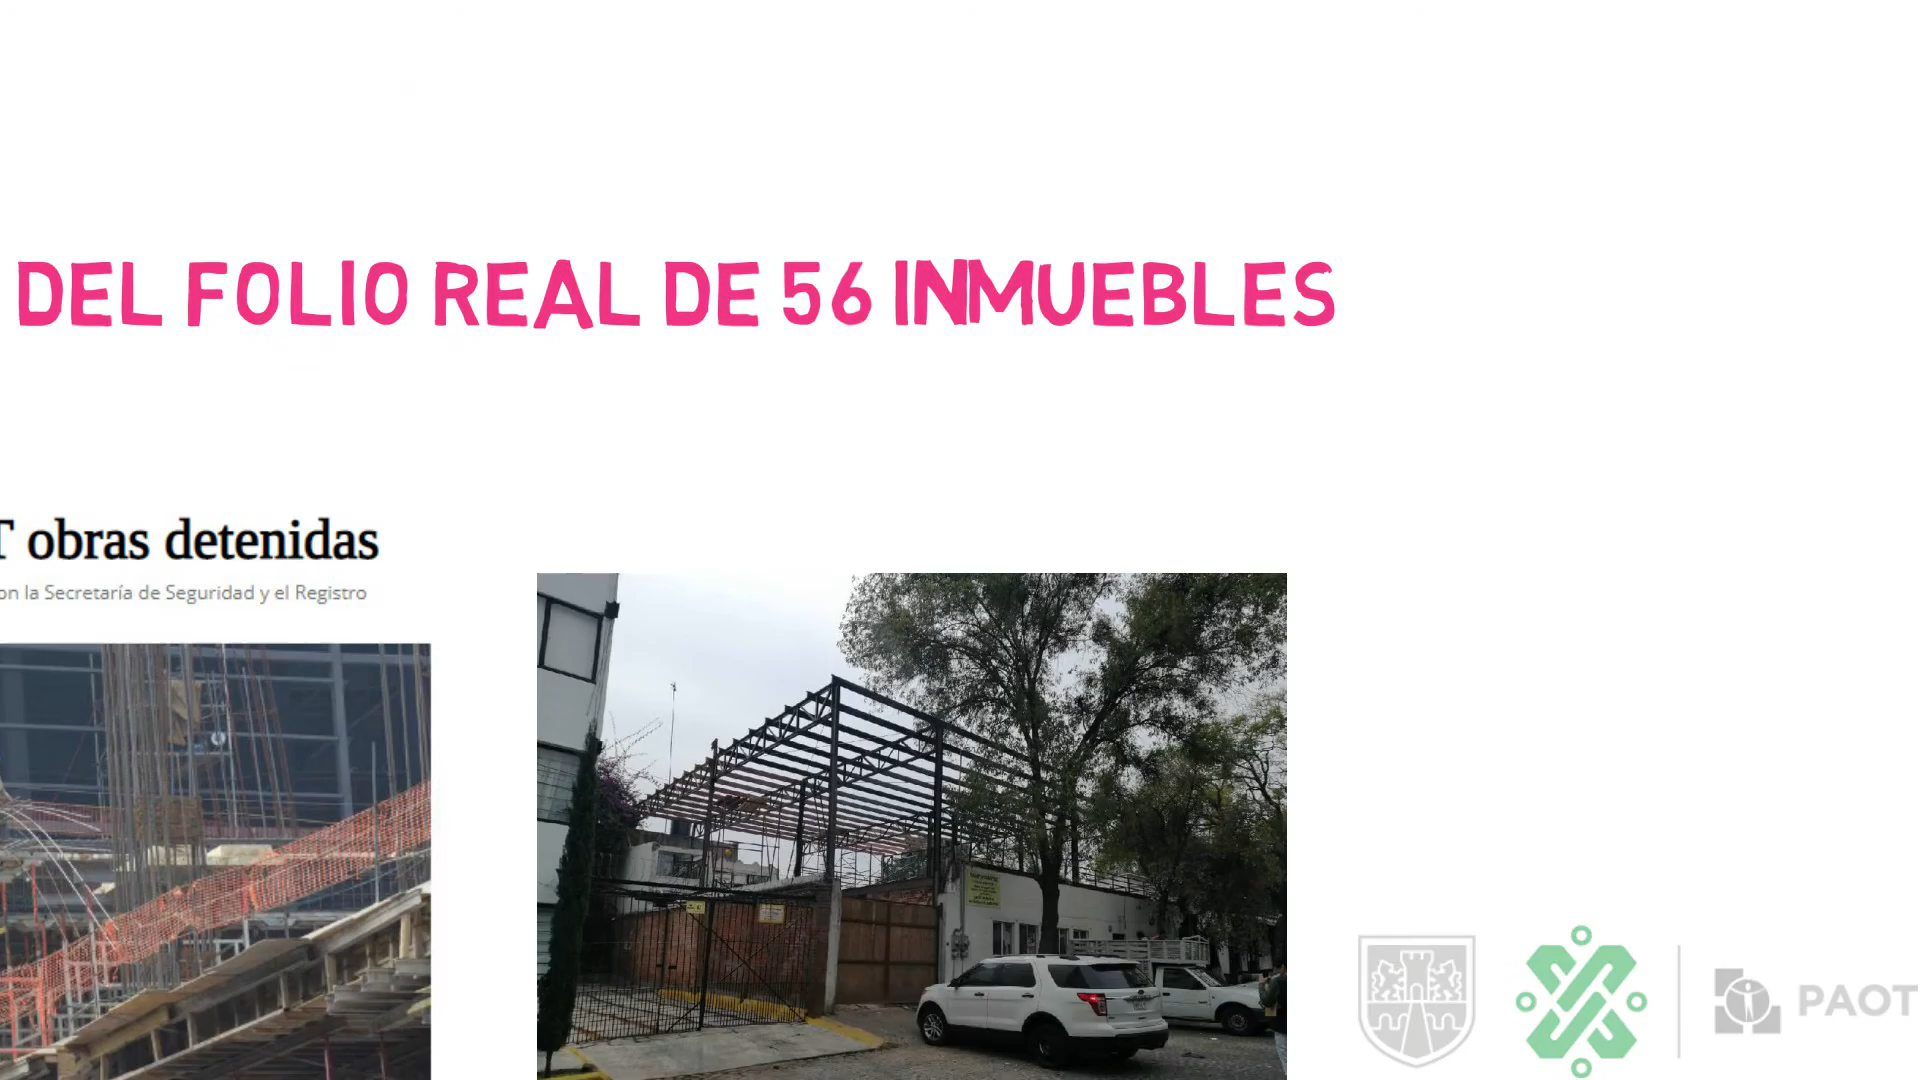 DEL FOLIO REAL DE 56 INMUEBLES
T obras detenidas
on la Secretaría de Seguridad y el Registro
PAOT